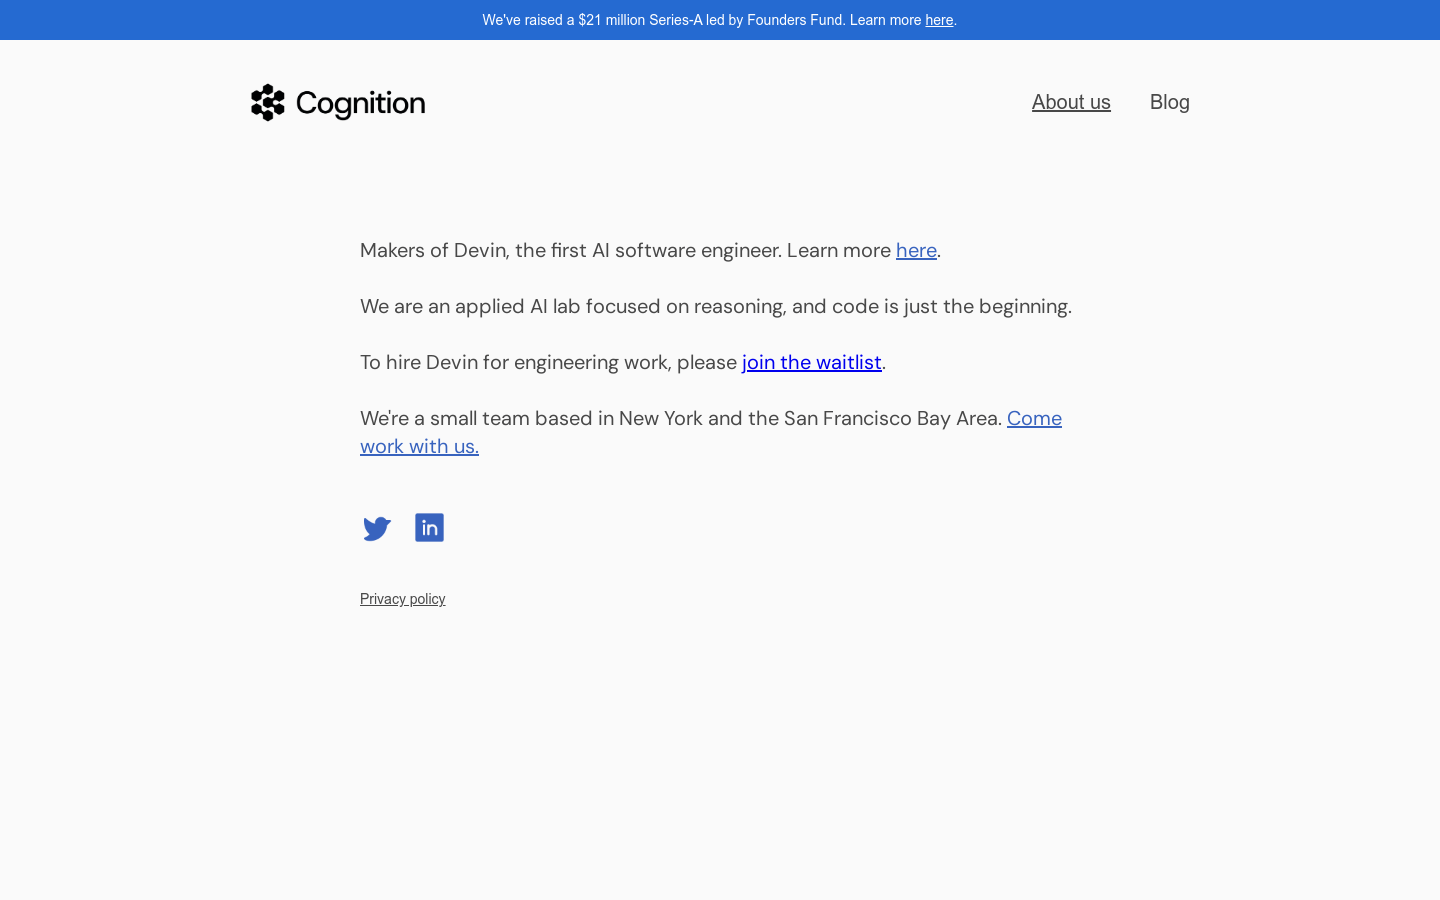 We've raised a $21 million Series-A led by Founders Fund. Learn more here.
Cognition
About us
Blog
Makers of Devin, the first AI software engineer. Learn more here.
We are an applied AI lab focused on reasoning, and code is just the beginning.
To hire Devin for engineering work, please join the waitlist.
We're a small team based in New York and the San Francisco Bay Area. Come
work with us.
in
Privacy policy